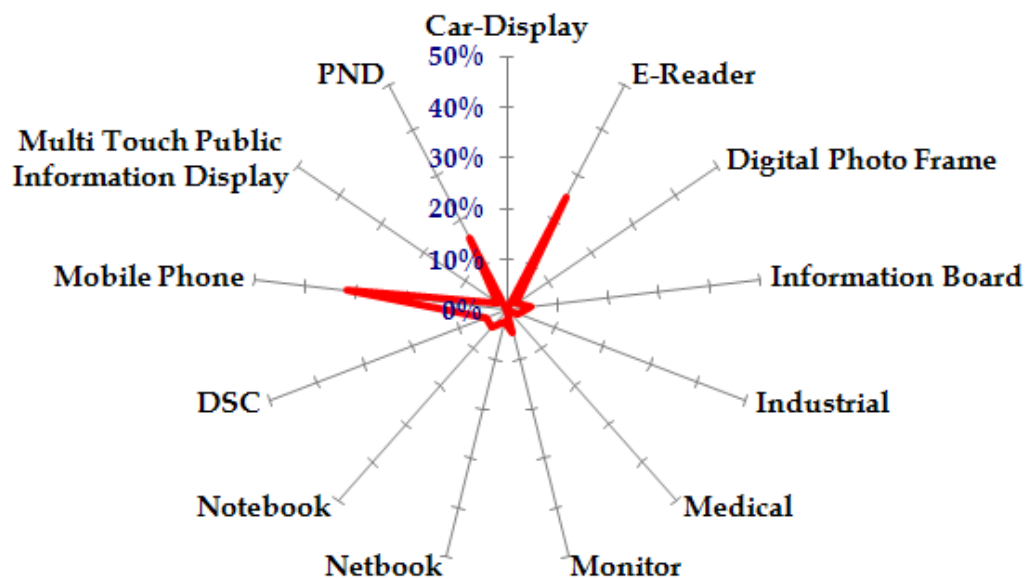 Car-Display
50%
PND
E-Reader
40%
Multi Touch Public
Information Display
30%
Digital Photo Frame
20%
Mobile Phone
10%
Information Board
0%
DSC
Industrial
Notebook
Medical
Netbook
Monitor